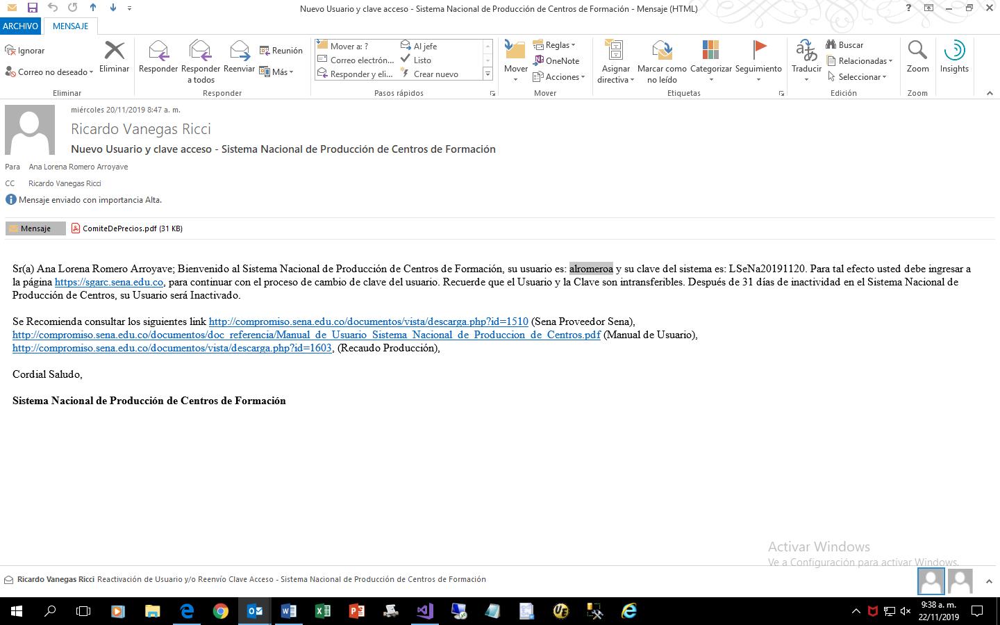 Nuevo Usuario y clave acceso - Sistema Nacional de Producción de Centros de Formación - Mensaje (HTML)
ARCHIVO
MENSAJE
Ignorar
Correo no deseado
Eliminar
Eliminar
Responder
Responder a todos
Reenviar
Reunión
Más
Responder
Mover a: ?
Correo electrón...
Responder y eli...
Al jefe
Listo
Crear nuevo
Pasos rápidos
Mover
Reglas
OneNote
Acciones
Mover
Asignar directiva
Marcar como no leído
Categorizar
Seguimiento
Etiquetas
Traducir
Buscar
Relacionadas
Seleccionar
Edición
Zoom
Zoom
Insights
miércoles 20/11/2019 8:47 a. m.
Ricardo Vanegas Ricci
Nuevo Usuario y clave acceso - Sistema Nacional de Producción de Centros de Formación
Para Ana Lorena Romero Arroyave
CC Ricardo Vanegas Ricci
Mensaje enviado con importancia Alta.
Mensaje
ComiteDePrecios.pdf (31 KB)
Sr(a) Ana Lorena Romero Arroyave; Bienvenido al Sistema Nacional de Producción de Centros de Formación, su usuario es: alromeroa y su clave del sistema es: LSeNa20191120. Para tal efecto usted debe ingresar a
la página https://sgarc.sena.edu.co, para continuar con el proceso de cambio de clave del usuario. Recuerde que el Usuario y la Clave son intransferibles. Después de 31 días de inactividad en el Sistema Nacional de
Producción de Centros, su Usuario será Inactivado.
Se Recomienda consultar los siguientes link http://compromiso.sena.edu.co/documentos/vista/descarga.php?id=1510 (Sena Proveedor Sena),
http://compromiso.sena.edu.co/documentos/doc_referencia/Manual_de_Usuario_Sistema_Nacional_de_Produccion_de_Centros.pdf (Manual de Usuario),
http://compromiso.sena.edu.co/documentos/vista/descarga.php?id=1603, (Recaudo Producción),
Cordial Saludo,
Sistema Nacional de Producción de Centros de Formación
Activar Windows
Ve a Configuración para activar Windows.
Ricardo Vanegas Ricci Reactivación de Usuario y/o Reenvío Clave Acceso - Sistema Nacional de Producción de Centros de Formación
9:38 a. m.
22/11/2019